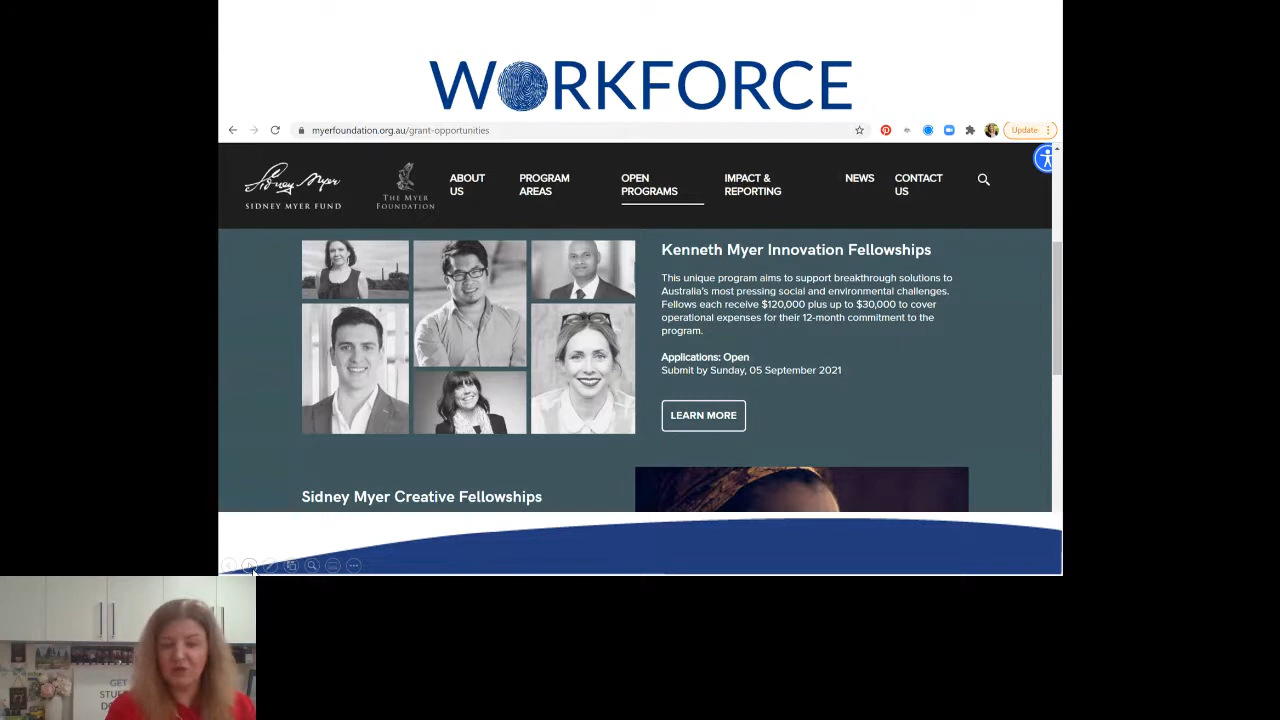 WORKFORCE
myerfoundation.org.au/grant-opportunities
Update
Sidney Myer
SIDNEY MYER FUND
THE MYER
FOUNDATION
ABOUT
US
PROGRAM
AREAS
OPEN
PROGRAMS
IMPACT &
REPORTING
NEWS
CONTACT
US
Kenneth Myer Innovation Fellowships
This unique program aims to support breakthrough solutions to
Australia's most pressing social and environmental challenges.
Fellows each receive $120,000 plus up to $30,000 to cover
operational expenses for their 12-month commitment to the
program.
Applications: Open
Submit by Sunday, 05 September 2021
LEARN MORE
Sidney Myer Creative Fellowships
GET